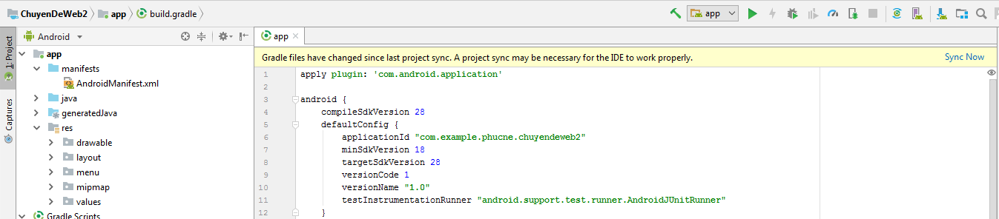 ChuyenDeWeb2 app build.gradle app
1: Project
Captures
Android
app
manifests
AndroidManifest.xml
java
generatedJava
res
drawable
layout
menu
mipmap
values
Gradle Scripts
app
Gradle files have changed since last project sync. A project sync may be necessary for the IDE to work properly. Sync Now
1 apply plugin: 'com.android.application'
2
3 android {
4 compileSdkVersion 28
5 defaultConfig {
6 applicationId "com.example.phucne.chuyendeweb2"
7 minSdkVersion 18
8 targetSdkVersion 28
9 versionCode 1
10 versionName "1.0"
11 testInstrumentationRunner "android.support.test.runner.AndroidJUnitRunner"
12 }